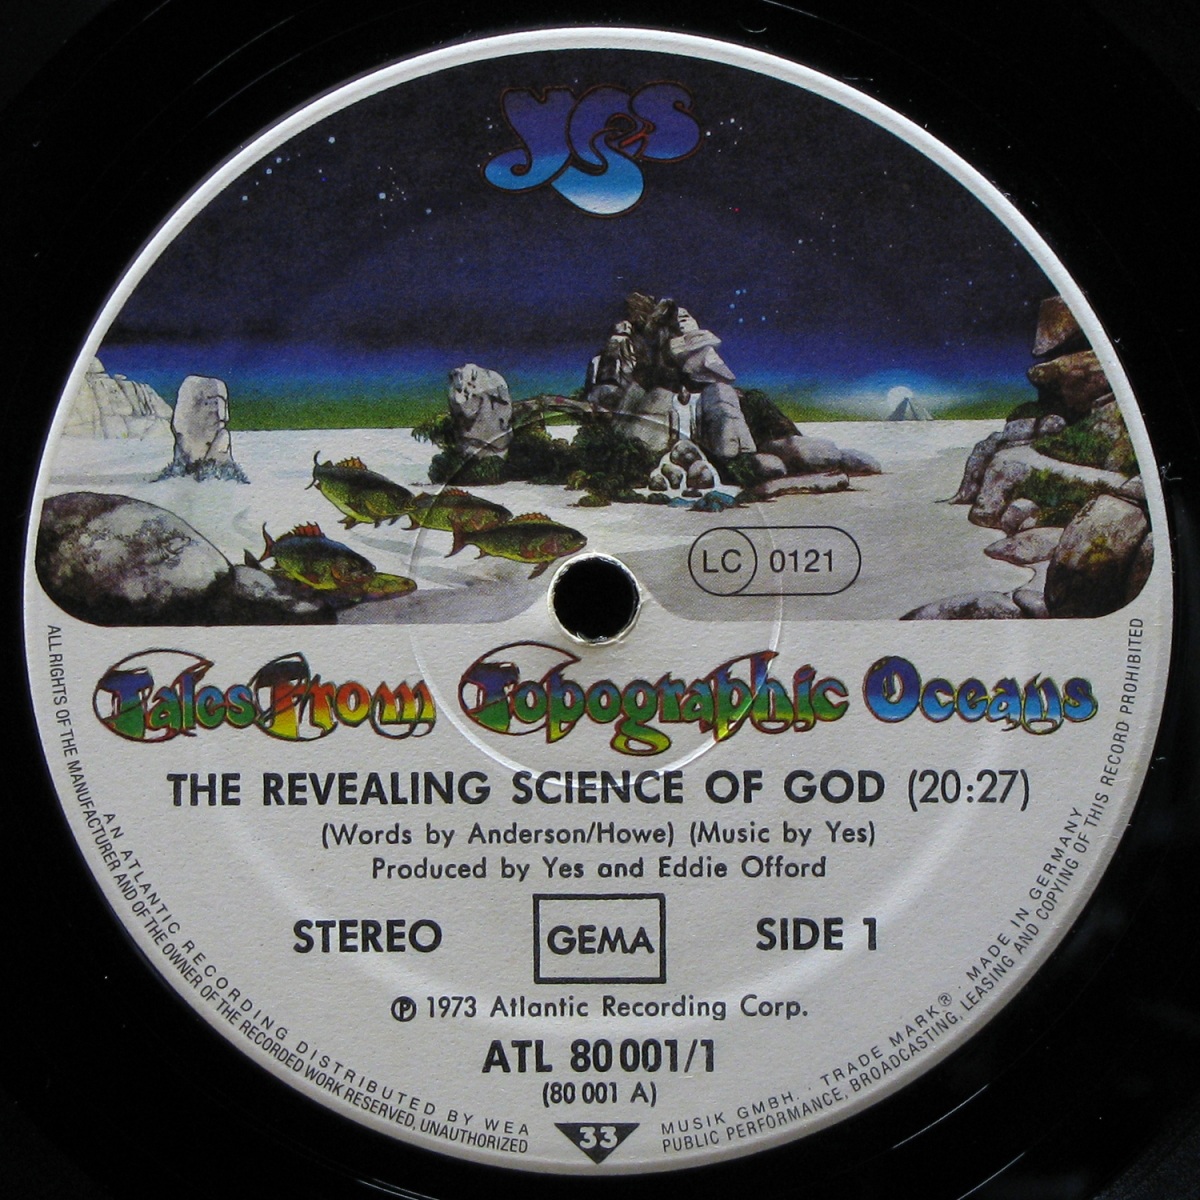 Yes
LC 0121
Tales From Topographic Oceans
THE REVEALING SCIENCE OF GOD (20:27)
(Words by Anderson/Howe) (Music by Yes)
Produced by Yes and Eddie Offord
STEREO GEMA SIDE 1
℗ 1973 Atlantic Recording Corp.
ATL 80 001/1
(80 001 A)
33
AN ATLANTIC RECORDING DISTRIBUTED BY WEA MUSIK GMBH. · TRADE MARK® · MADE IN GERMANY
ALL RIGHTS OF THE MANUFACTURER AND OF THE OWNER OF THE RECORDED WORK RESERVED, UNAUTHORIZED PUBLIC PERFORMANCE, BROADCASTING, LEASING AND COPYING OF THIS RECORD PROHIBITED